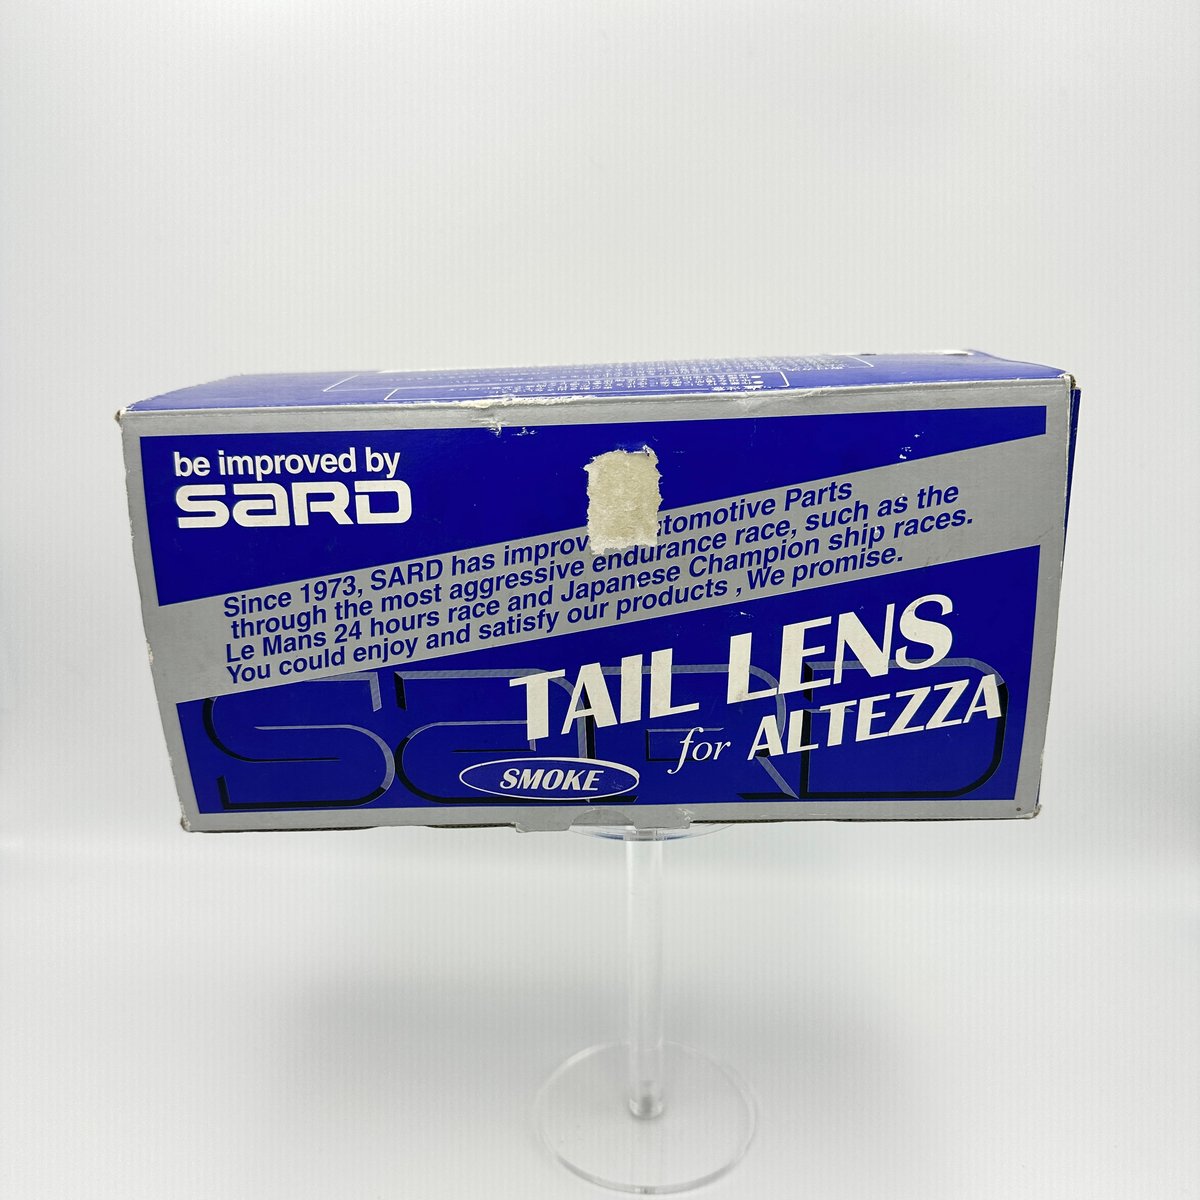 be improved by
SARD
Since 1973, SARD has improv tomotive Parts
through the most aggressive endurance race, such as the
Le Mans 24 hours race and Japanese Champion ship races.
You could enjoy and satisfy our products , We promise.
SARD
TAIL LENS
for ALTEZZA
SMOKE